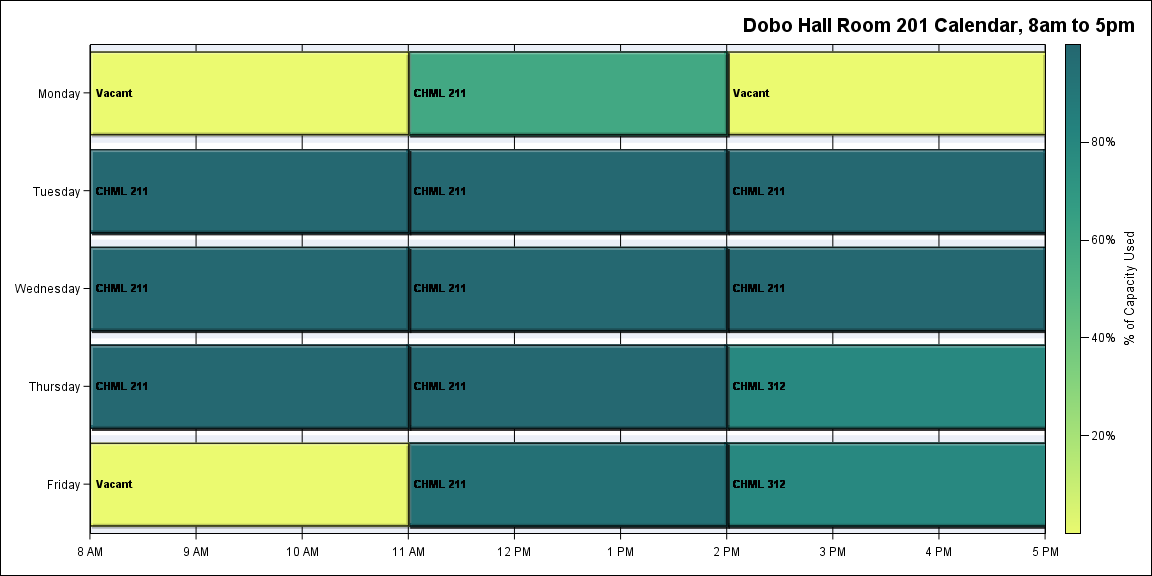 Dobo Hall Room 201 Calendar, 8am to 5pm
Monday
Vacant
CHML 211
Vacant
Tuesday
CHML 211
CHML 211
CHML 211
Wednesday
CHML 211
CHML 211
CHML 211
Thursday
CHML 211
CHML 211
CHML 312
Friday
Vacant
CHML 211
CHML 312
8 AM 9 AM 10 AM 11 AM 12 PM 1 PM 2 PM 3 PM 4 PM 5 PM
80%
60%
40%
20%
% of Capacity Used